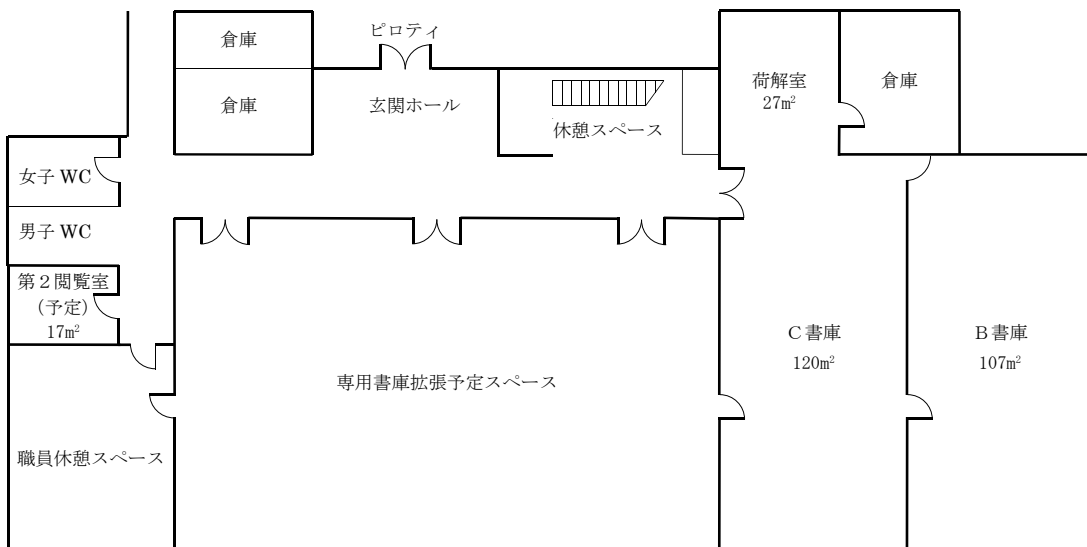 倉庫
ピロティ
倉庫
玄関ホール
休憩スペース
荷解室
27m²
倉庫
女子 WC
男子 WC
第２閲覧室
(予定)
17m²
専用書庫拡張予定スペース
Ｃ書庫
120m²
Ｂ書庫
107m²
職員休憩スペース